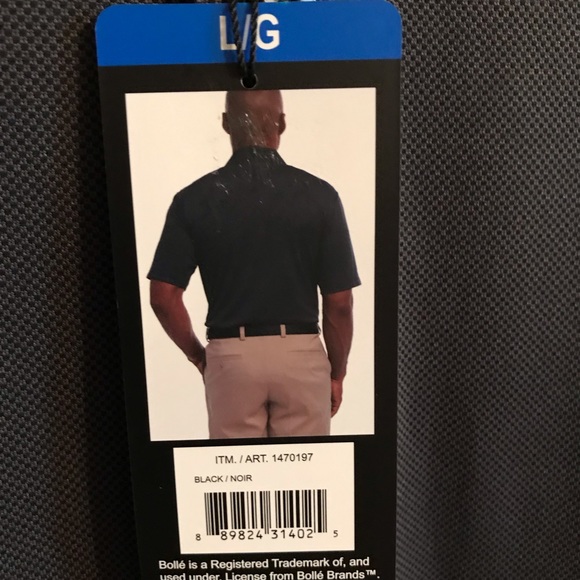 L/G
ITM. / ART. 1470197
BLACK / NOIR
8 89824 31402 5
Bollé is a Registered Trademark of, and
used under, License from Bollé Brands™.